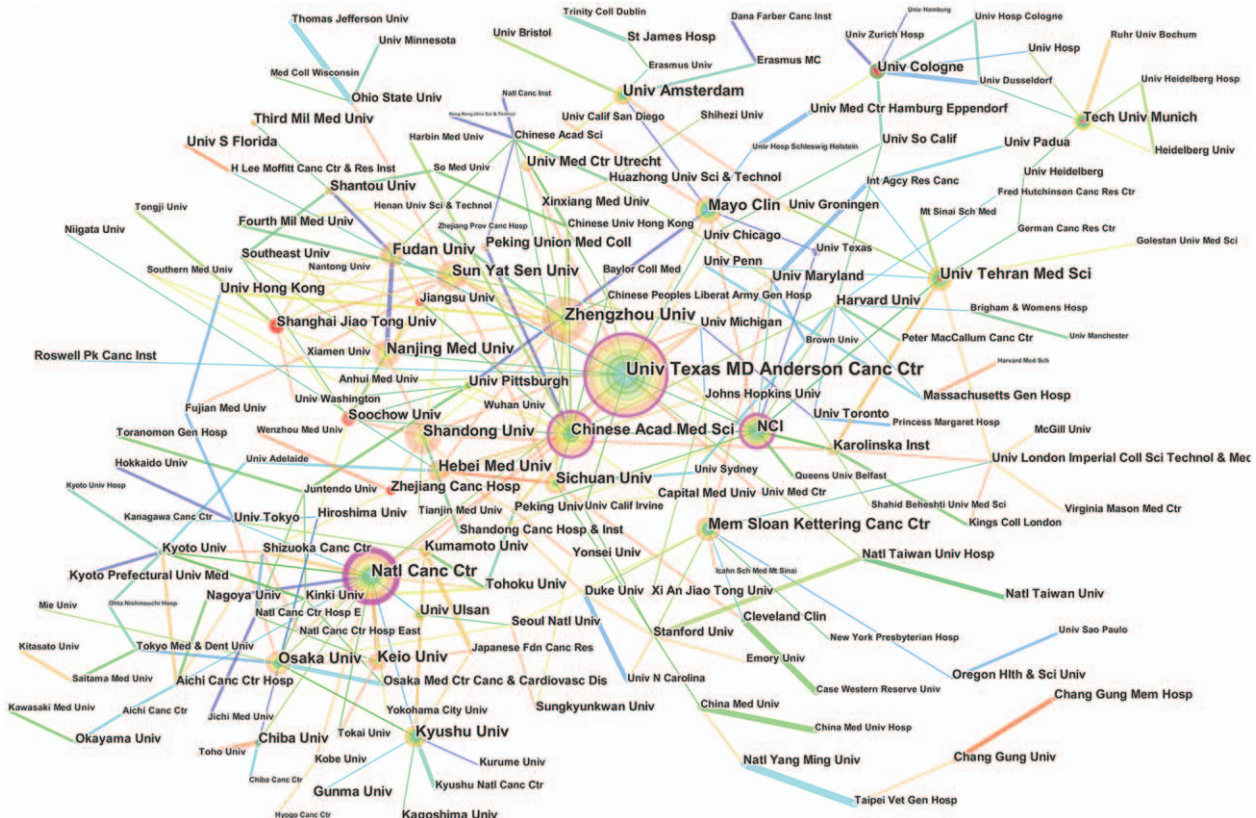 Trinity Coll Dublin
Dana Farber Canc Inst
Univ Homburg
Thomas Jefferson Univ
Univ Minnesota
Univ Bristol
St James Hosp
Univ Zurich Hosp
Univ Hosp Cologne
Ruhr Univ Bochum
Erasmus Univ
Erasmus MC
Univ Cologne
Univ Hosp
Med Coll Wisconsin
Ohio State Univ
Natl Canc Inst
Univ Amsterdam
Univ Dusseldorf
Univ Heidelberg Hosp
Univ Calif San Diego
Shihezi Univ
Univ Med Ctr Hamburg Eppendorf
Tech Univ Munich
Third Mil Med Univ
Hong Kong Univ Sci & Technol
Chinese Acad Sci
Univ S Florida
Harbin Med Univ
Univ So Calif
Univ Padua
Heidelberg Univ
Univ Hosp Schleswig Holstein
H Lee Moffitt Canc Ctr & Res Inst
So Med Univ
Univ Med Ctr Utrecht
Huazhong Univ Sci & Technol
Int Agcy Res Canc
Univ Heidelberg
Shantou Univ
Henan Univ Sci & Technol
Xinxiang Med Univ
Mayo Clin
Univ Groningen
Fred Hutchinson Canc Res Ctr
Tongji Univ
Fourth Mil Med Univ
Zhejiang Prov Canc Hosp
Chinese Univ Hong Kong
Mt Sinai Sch Med
Niigata Univ
Univ Chicago
German Canc Res Ctr
Fudan Univ
Peking Union Med Coll
Univ Texas
Golestan Univ Med Sci
Southeast Univ
Southern Med Univ
Nantong Univ
Sun Yat Sen Univ
Baylor Coll Med
Univ Penn
Univ Maryland
Univ Tehran Med Sci
Univ Hong Kong
Jiangsu Univ
Chinese Peoples Liberat Army Gen Hosp
Harvard Univ
Brigham & Womens Hosp
Shanghai Jiao Tong Univ
Zhengzhou Univ
Univ Michigan
Brown Univ
Peter MacCallum Canc Ctr
Univ Manchester
Roswell Pk Canc Inst
Xiamen Univ
Nanjing Med Univ
Univ Texas MD Anderson Canc Ctr
Harvard Med Sch
Anhui Med Univ
Univ Pittsburgh
Univ Washington
Johns Hopkins Univ
Massachusetts Gen Hosp
Fujian Med Univ
Soochow Univ
Wuhan Univ
Univ Toronto
Princess Margaret Hosp
Toranomon Gen Hosp
Wenzhou Med Univ
Shandong Univ
Chinese Acad Med Sci
NCI
McGill Univ
Karolinska Inst
Hokkaido Univ
Univ Adelaide
Hebei Med Univ
Univ Sydney
Queens Univ Belfast
Univ London Imperial Coll Sci Technol & Med
Kyoto Univ Hosp
Juntendo Univ
Zhejiang Canc Hosp
Sichuan Univ
Capital Med Univ
Univ Med Ctr
Shahid Beheshti Univ Med Sci
Virginia Mason Med Ctr
Kanagawa Canc Ctr
Univ Tokyo
Hiroshima Univ
Tianjin Med Univ
Peking Univ
Univ Calif Irvine
Kings Coll London
Shandong Canc Hosp & Inst
Mem Sloan Kettering Canc Ctr
Kyoto Univ
Shizuoka Canc Ctr
Kumamoto Univ
Yonsei Univ
Natl Taiwan Univ Hosp
Kyoto Prefectural Univ Med
Natl Canc Ctr
Tohoku Univ
Icahn Sch Med Mt Sinai
Nagoya Univ
Kinki Univ
Duke Univ
Xi An Jiao Tong Univ
Natl Taiwan Univ
Mie Univ
Ohta Nishinouchi Hosp
Natl Canc Ctr Hosp E
Univ Ulsan
Cleveland Clin
Seoul Natl Univ
Stanford Univ
New York Presbyterian Hosp
Univ Sao Paulo
Kitasato Univ
Tokyo Med & Dent Univ
Natl Canc Ctr Hosp East
Japanese Fdn Canc Res
Osaka Univ
Keio Univ
Emory Univ
Oregon Hlth & Sci Univ
Saitama Med Univ
Aichi Canc Ctr Hosp
Osaka Med Ctr Canc & Cardiovasc Dis
Univ N Carolina
Case Western Reserve Univ
Chang Gung Mem Hosp
Kawasaki Med Univ
Aichi Canc Ctr
Jichi Med Univ
Yokohama City Univ
Sungkyunkwan Univ
China Med Univ
Okayama Univ
Chiba Univ
Tokai Univ
Kyushu Univ
China Med Univ Hosp
Toho Univ
Kobe Univ
Kurume Univ
Natl Yang Ming Univ
Chang Gung Univ
Chiba Canc Ctr
Gunma Univ
Kyushu Natl Canc Ctr
Taipei Vet Gen Hosp
Hyogo Canc Ctr
Kagoshima Univ